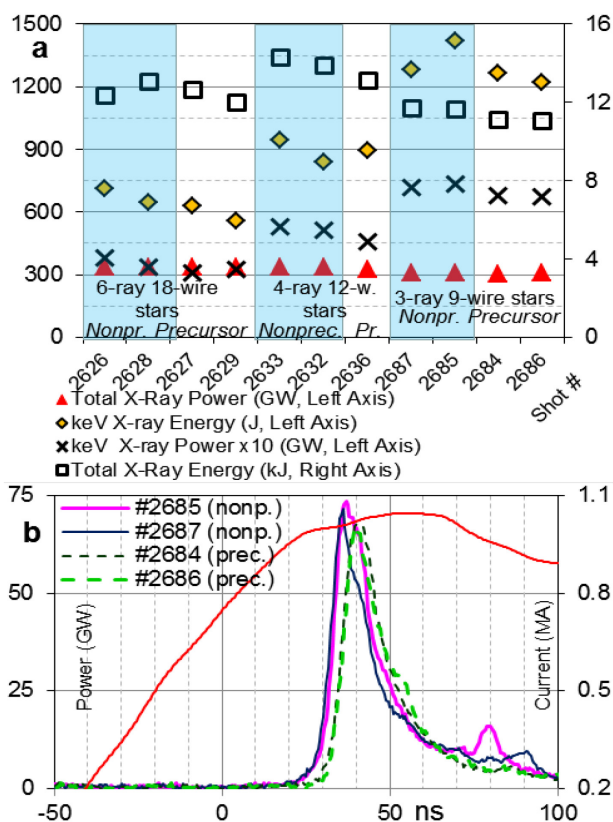 1500
16
a
1200
12
900
8
600
4
300
6-ray 18-wire
stars
Nonpr. Precursor
4-ray 12-w.
stars
Nonprec. Pr.
3-ray 9-wire stars
Nonpr. Precursor
0
0
2626
2628
2627
2629
2633
2632
2636
2687
2685
2684
2686
Shot #
Total X-Ray Power (GW, Left Axis)
keV X-ray Energy (J, Left Axis)
keV X-ray Power x10 (GW, Left Axis)
Total X-Ray Energy (kJ, Right Axis)
75
1.1
b
#2685 (nonp.)
#2687 (nonp.)
#2684 (prec.)
#2686 (prec.)
50
0.8
25
0.5
Power (GW)
Current (MA)
0
0.2
-50
0
50
ns
100